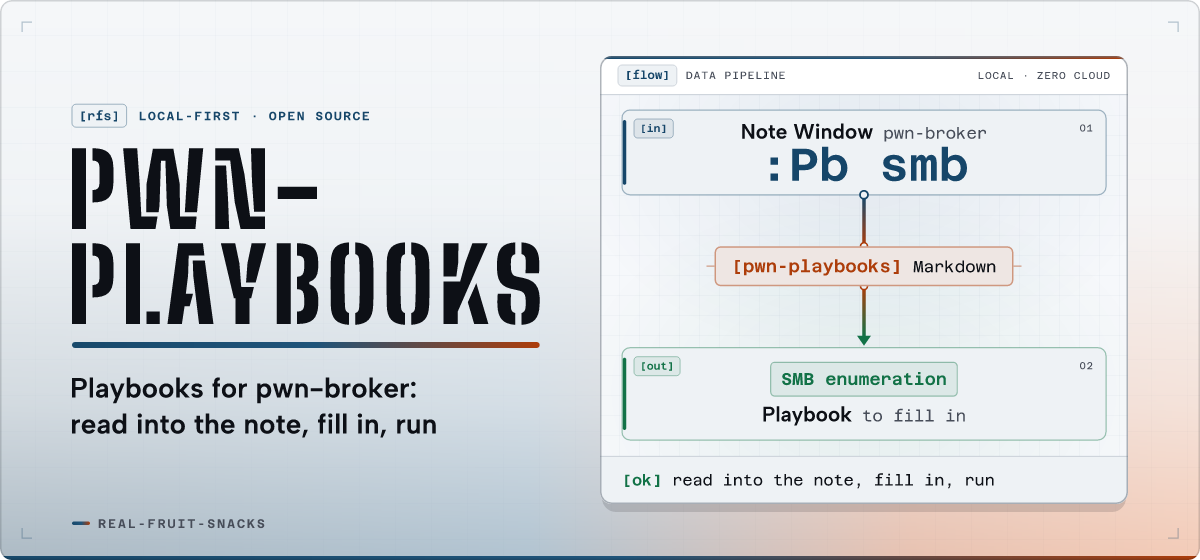 [rfs] LOCAL-FIRST · OPEN SOURCE
PWN-
PLAYBOOKS
Playbooks for pwn-broker:
read into the note, fill in, run
REAL-FRUIT-SNACKS
[flow] DATA PIPELINE LOCAL · ZERO CLOUD
[in] Note Window pwn-broker 01
:Pb smb
[pwn-playbooks] Markdown
[out] SMB enumeration 02
Playbook to fill in
[ok] read into the note, fill in, run